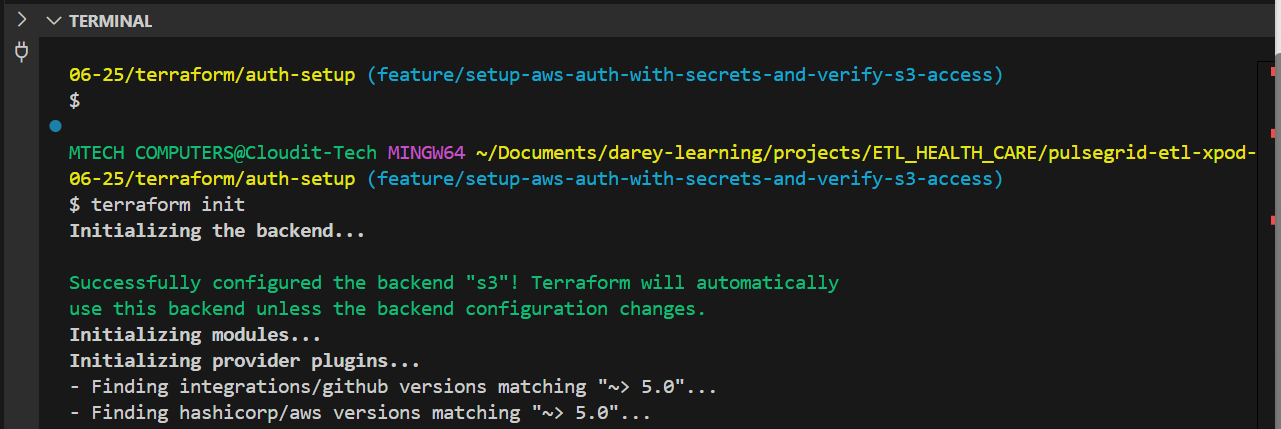 TERMINAL
06-25/terraform/auth-setup (feature/setup-aws-auth-with-secrets-and-verify-s3-access)
$
MTECH COMPUTERS@Cloudit-Tech MINGW64 ~/Documents/darey-learning/projects/ETL_HEALTH_CARE/pulsegrid-etl-xpod-
06-25/terraform/auth-setup (feature/setup-aws-auth-with-secrets-and-verify-s3-access)
$ terraform init
Initializing the backend...
Successfully configured the backend "s3"! Terraform will automatically
use this backend unless the backend configuration changes.
Initializing modules...
Initializing provider plugins...
- Finding integrations/github versions matching "~> 5.0"...
- Finding hashicorp/aws versions matching "~> 5.0"...